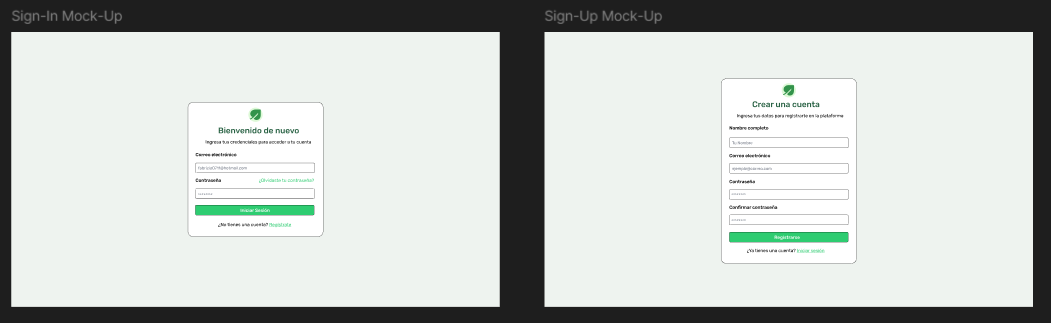 Sign-In Mock-Up
Bienvenido de nuevo
Ingresa tus credenciales para acceder a tu cuenta
Correo electrónico
Contraseña
¿Olvidaste tu contraseña?
Iniciar Sesión
¿No tienes una cuenta? Regístrate
Sign-Up Mock-Up
Crear una cuenta
Ingresa tus datos para registrarte en la plataforma
Nombre completo
Tu Nombre
Correo electrónico
ejemplo@correo.com
Contraseña
Confirmar contraseña
Registrarse
¿Ya tienes una cuenta? Iniciar sesión